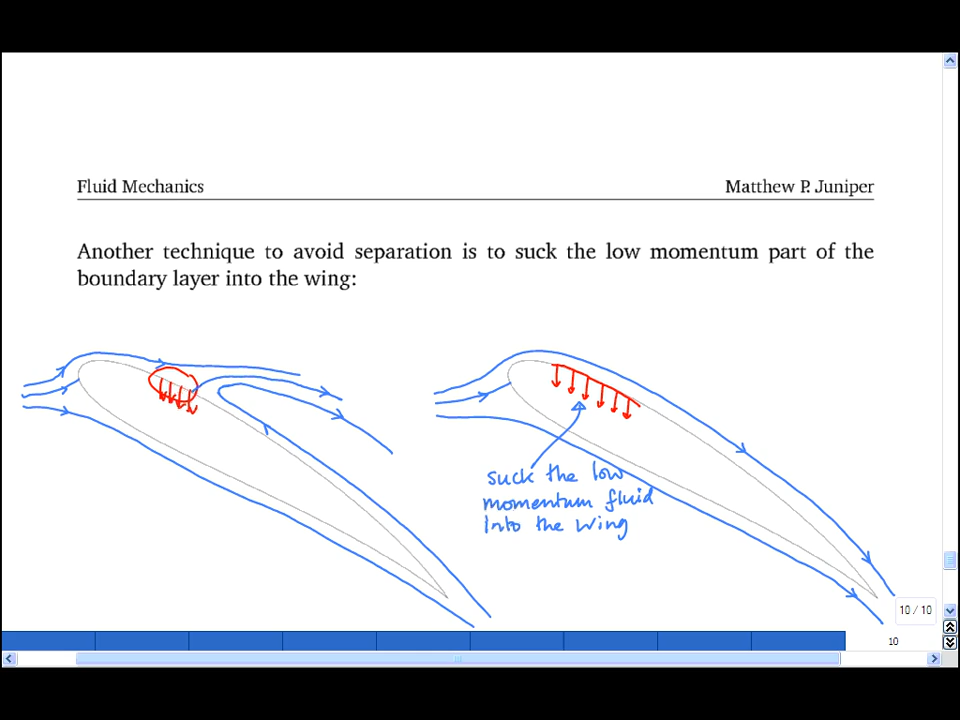 Fluid Mechanics
Matthew P. Juniper
Another technique to avoid separation is to suck the low momentum part of the
boundary layer into the wing:
suck the low
momentum fluid
into the wing
10 / 10
10